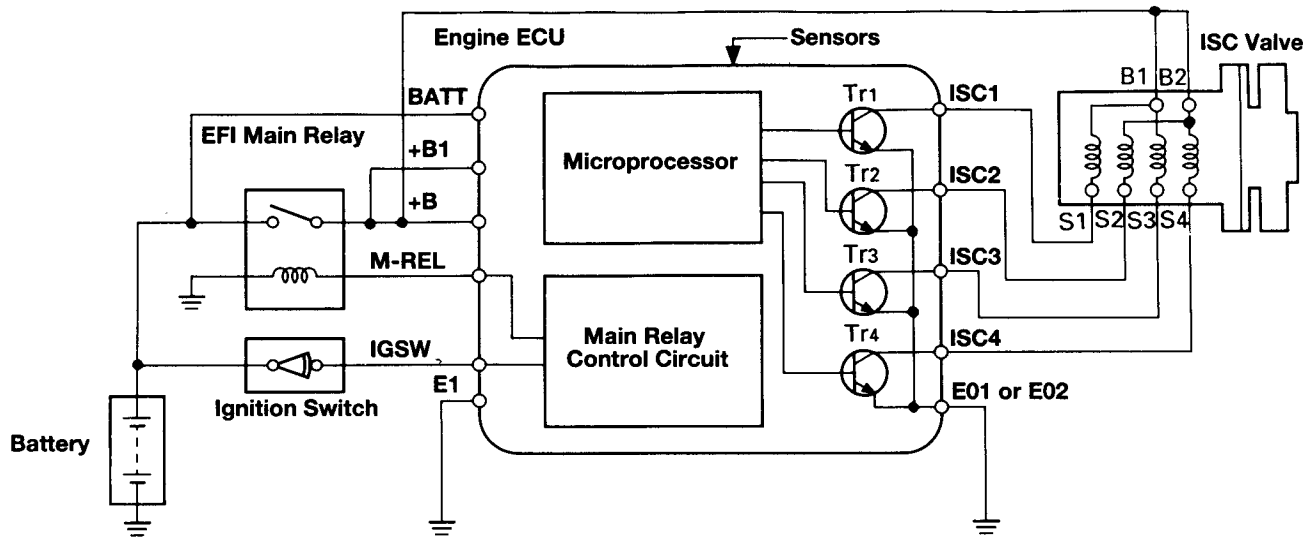 Engine ECU
Sensors
ISC Valve
B1 B2
BATT
Tr1
ISC1
EFI Main Relay
+B1
Microprocessor
Tr2
ISC2
+B
S1 S2 S3 S4
M-REL
Tr3
ISC3
Main Relay
Control Circuit
Tr4
ISC4
IGSW
E1
E01 or E02
Ignition Switch
Battery